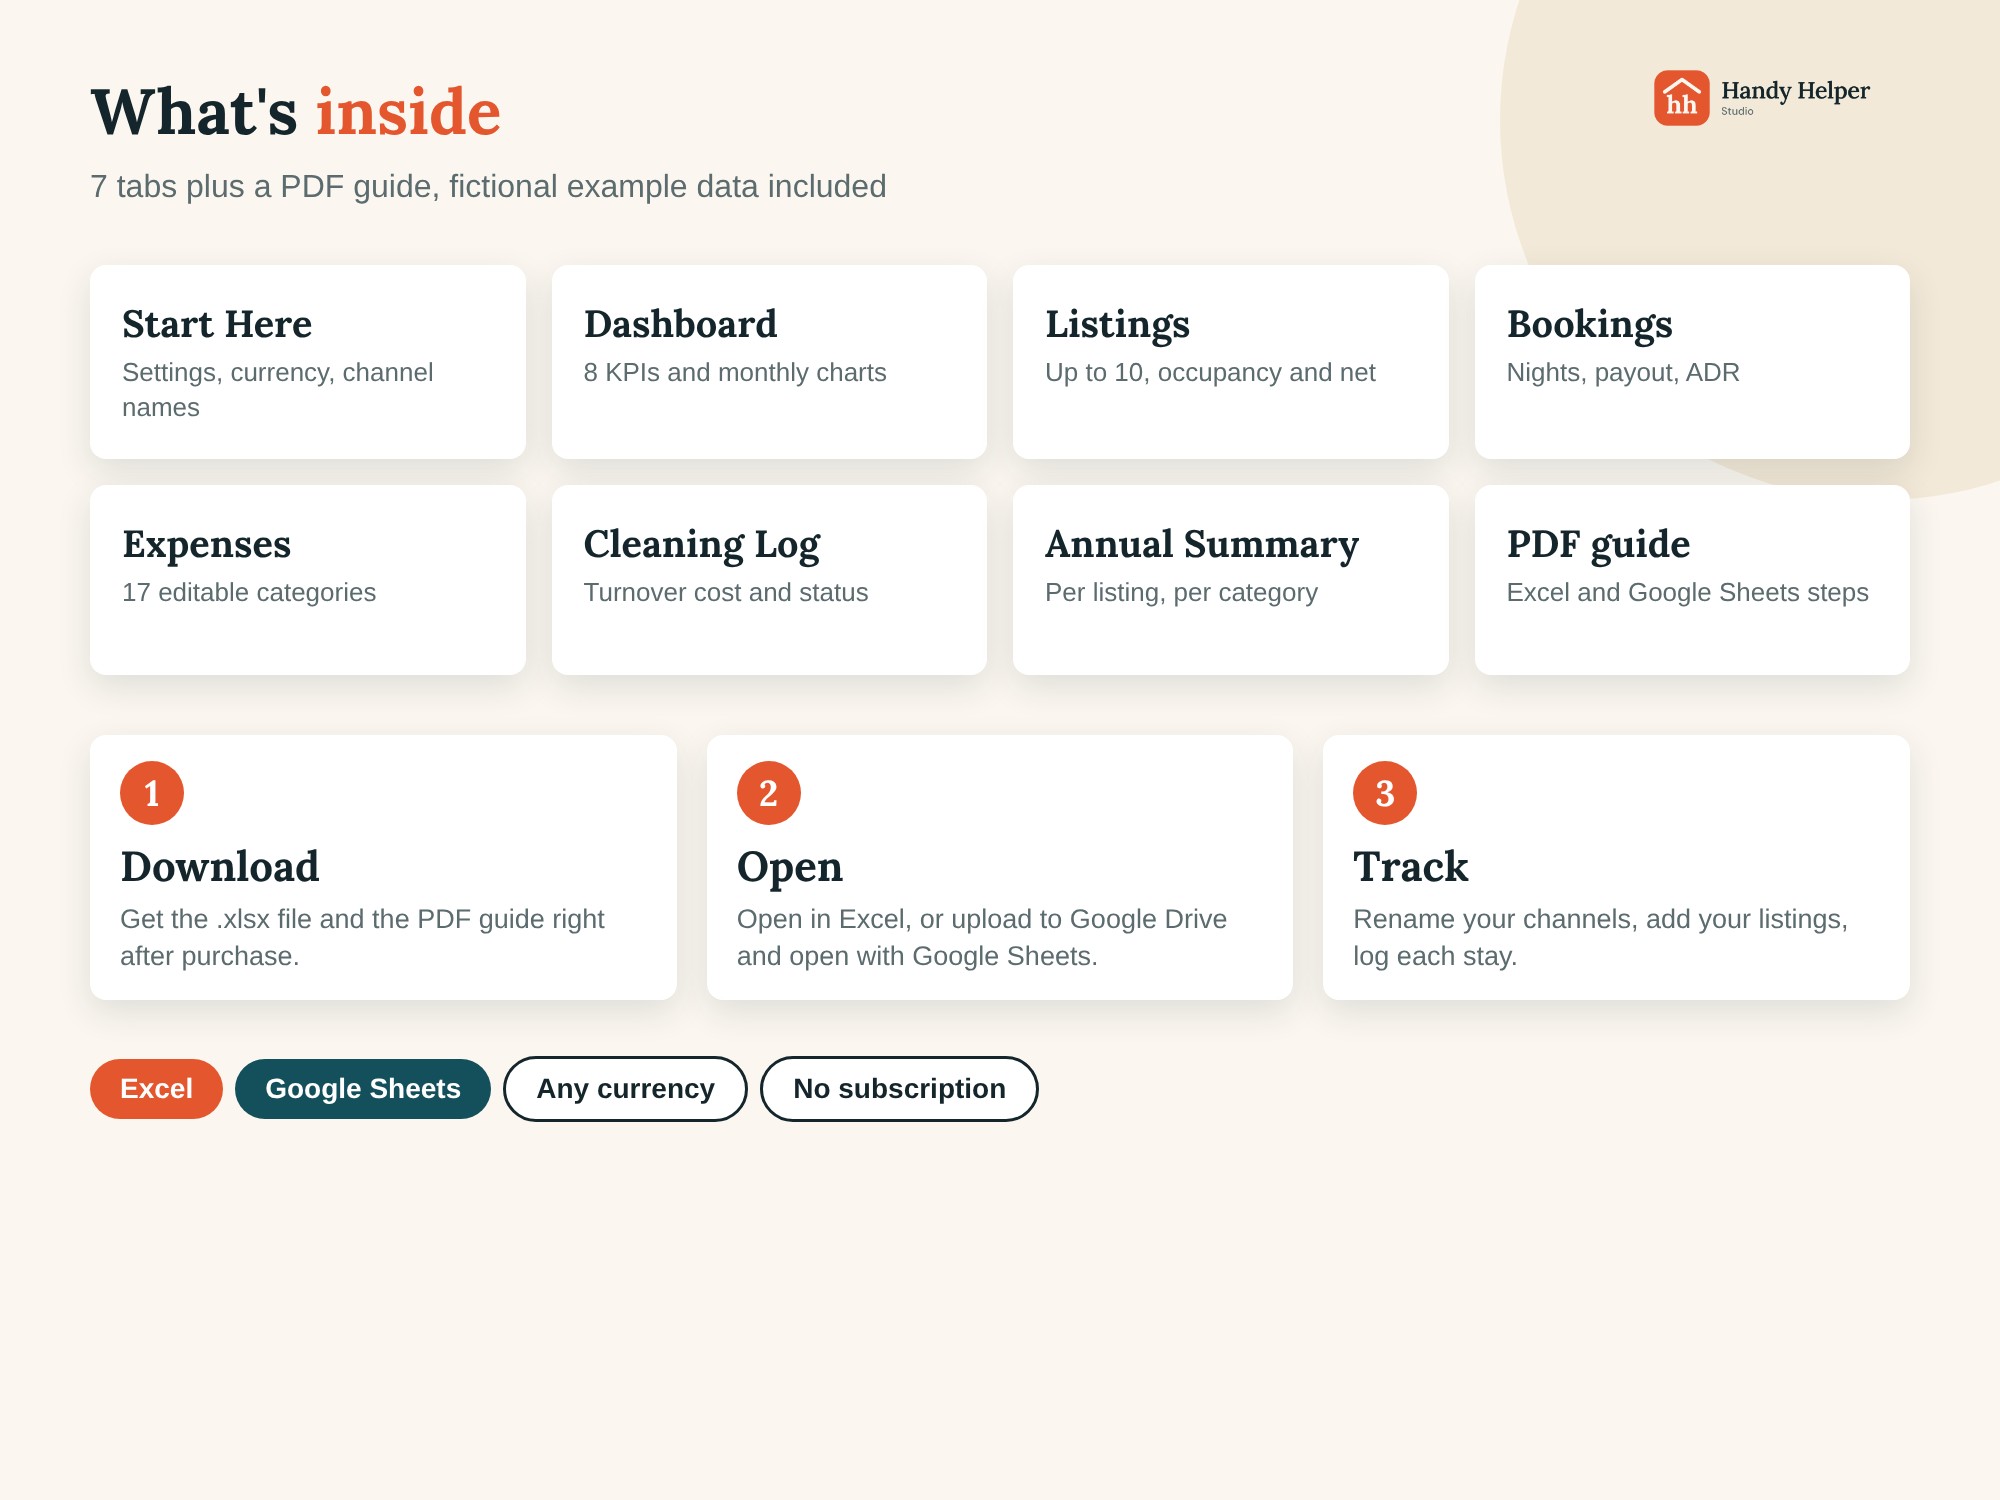 What's inside
hh
Handy Helper
Studio
7 tabs plus a PDF guide, fictional example data included
Start Here
Settings, currency, channel
names
Dashboard
8 KPIs and monthly charts
Listings
Up to 10, occupancy and net
Bookings
Nights, payout, ADR
Expenses
17 editable categories
Cleaning Log
Turnover cost and status
Annual Summary
Per listing, per category
PDF guide
Excel and Google Sheets steps
1
Download
Get the .xlsx file and the PDF guide right
after purchase.
2
Open
Open in Excel, or upload to Google Drive
and open with Google Sheets.
3
Track
Rename your channels, add your listings,
log each stay.
Excel
Google Sheets
Any currency
No subscription